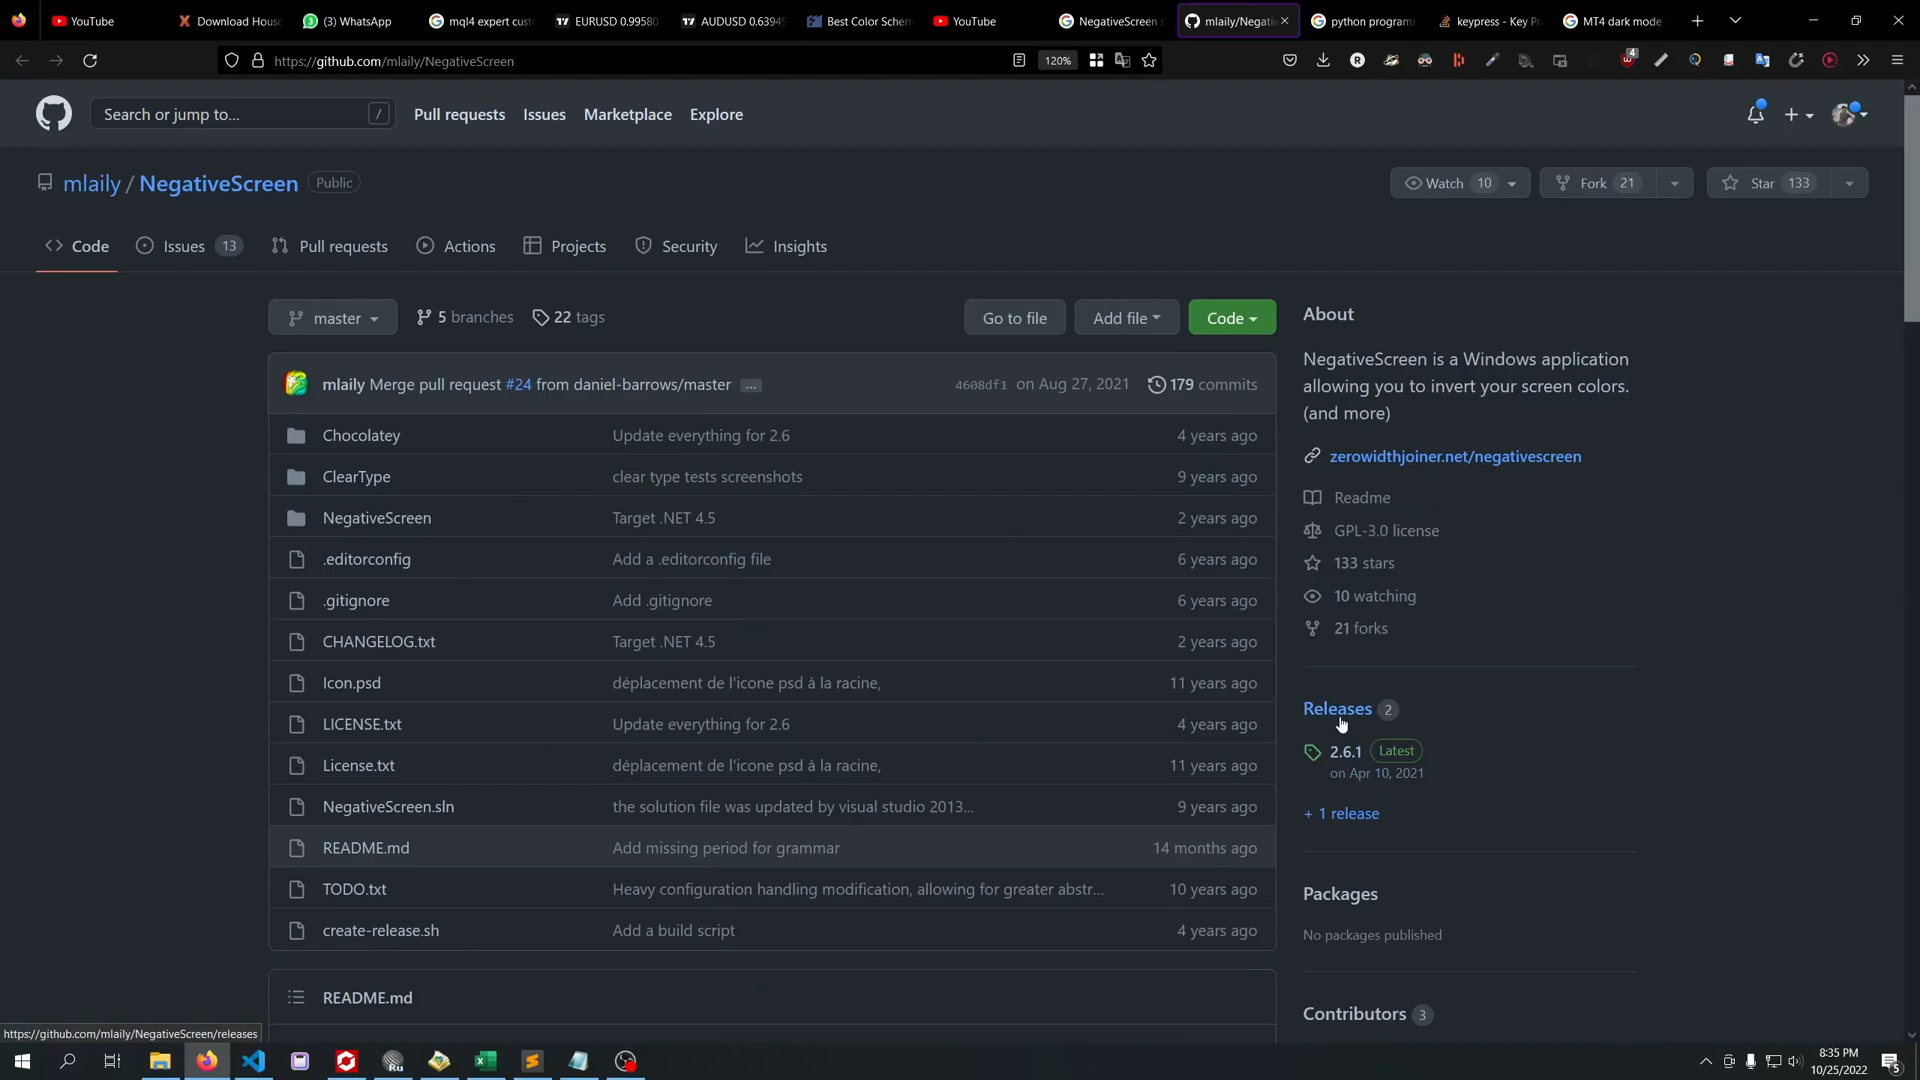 YouTube
Download Hous
(3) WhatsApp
mql4 expert cust
EURUSD 0.99580
AUDUSD 0.6394
Best Color Schem
YouTube
NegativeScreen s
mlaily/Negativ
python program
keypress - Key Pr
MT4 dark mode
https://github.com/mlaily/NegativeScreen
120%
4
Search or jump to...
/
Pull requests
Issues
Marketplace
Explore
mlaily / NegativeScreen
Public
Watch 10
Fork 21
Star 133
Code
Issues 13
Pull requests
Actions
Projects
Security
Insights
master
5 branches
22 tags
Go to file
Add file
Code
mlaily Merge pull request #24 from daniel-barrows/master ...
4608df1 on Aug 27, 2021
179 commits
Chocolatey
Update everything for 2.6
4 years ago
ClearType
clear type tests screenshots
9 years ago
NegativeScreen
Target .NET 4.5
2 years ago
.editorconfig
Add a .editorconfig file
6 years ago
.gitignore
Add .gitignore
6 years ago
CHANGELOG.txt
Target .NET 4.5
2 years ago
Icon.psd
déplacement de l'icone psd à la racine,
11 years ago
LICENSE.txt
Update everything for 2.6
4 years ago
License.txt
déplacement de l'icone psd à la racine,
11 years ago
NegativeScreen.sln
the solution file was updated by visual studio 2013...
9 years ago
README.md
Add missing period for grammar
14 months ago
TODO.txt
Heavy configuration handling modification, allowing for greater abstr...
10 years ago
create-release.sh
Add a build script
4 years ago
README.md
About
NegativeScreen is a Windows application
allowing you to invert your screen colors.
(and more)
zerowidthjoiner.net/negativescreen
Readme
GPL-3.0 license
133 stars
10 watching
21 forks
Releases 2
2.6.1 Latest
on Apr 10, 2021
+ 1 release
Packages
No packages published
Contributors 3
https://github.com/mlaily/NegativeScreen/releases
Ru
8:35 PM
10/25/2022
5